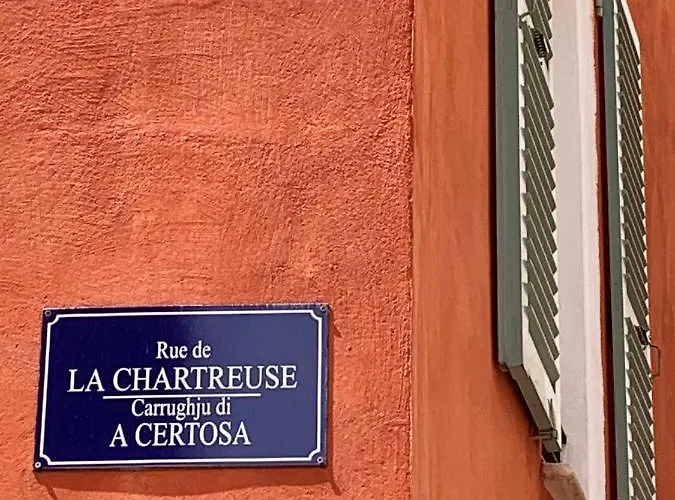 Rue de
LA CHARTREUSE
Carrughju di
A CERTOSA